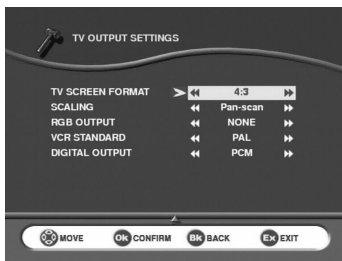 TV OUTPUT SETTINGS
TV SCREEN FORMAT 4:3
SCALING Pan-scan
RGB OUTPUT NONE
VCR STANDARD PAL
DIGITAL OUTPUT PCM
MOVE Ok CONFIRM Bk BACK Ex EXIT